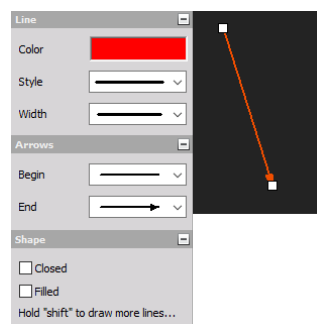 Line
Color
Style
Width
Arrows
Begin
End
Shape
Closed
Filled
Hold "shift" to draw more lines...